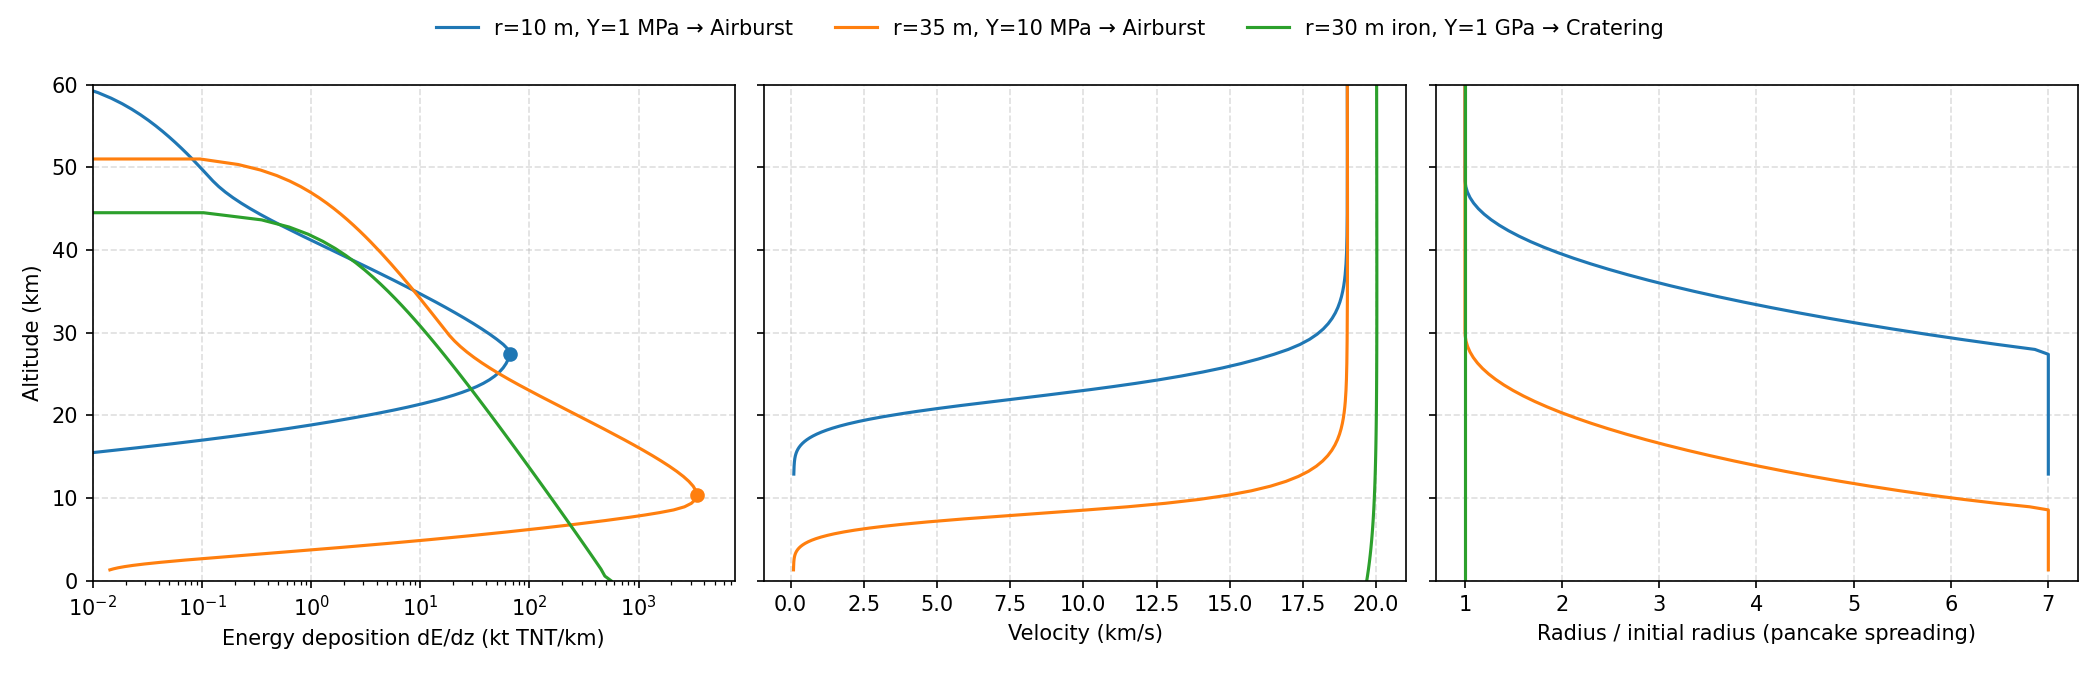 r=10 m, Y=1 MPa → Airburst r=35 m, Y=10 MPa → Airburst r=30 m iron, Y=1 GPa → Cratering
Altitude (km)
60
50
40
30
20
10
0
10⁻² 10⁻¹ 10⁰ 10¹ 10² 10³
Energy deposition dE/dz (kt TNT/km)
0.0 2.5 5.0 7.5 10.0 12.5 15.0 17.5 20.0
Velocity (km/s)
1 2 3 4 5 6 7
Radius / initial radius (pancake spreading)